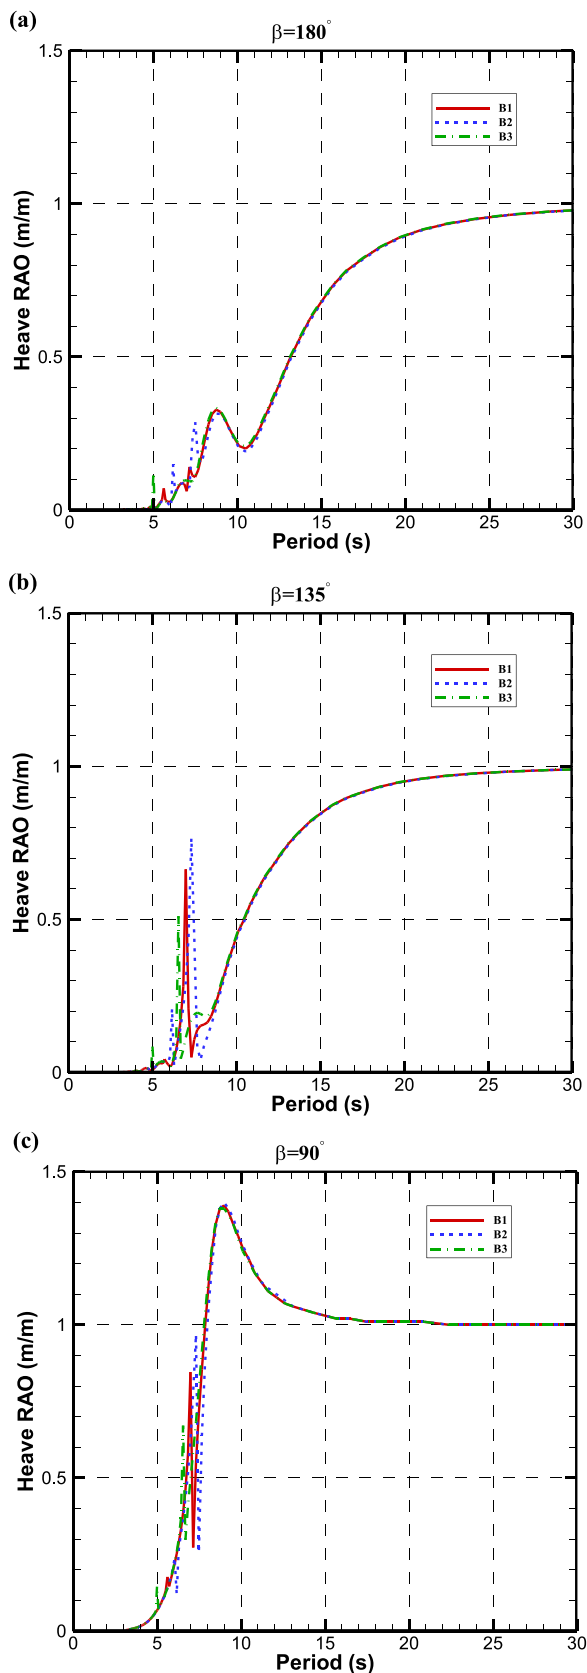 (a)
β=180°
1.5
1
0.5
0
Heave RAO (m/m)
B1
B2
B3
0 5 10 15 20 25 30
Period (s)
(b)
β=135°
1.5
1
0.5
0
Heave RAO (m/m)
B1
B2
B3
0 5 10 15 20 25 30
Period (s)
(c)
β=90°
1.5
1
0.5
0
Heave RAO (m/m)
B1
B2
B3
0 5 10 15 20 25 30
Period (s)